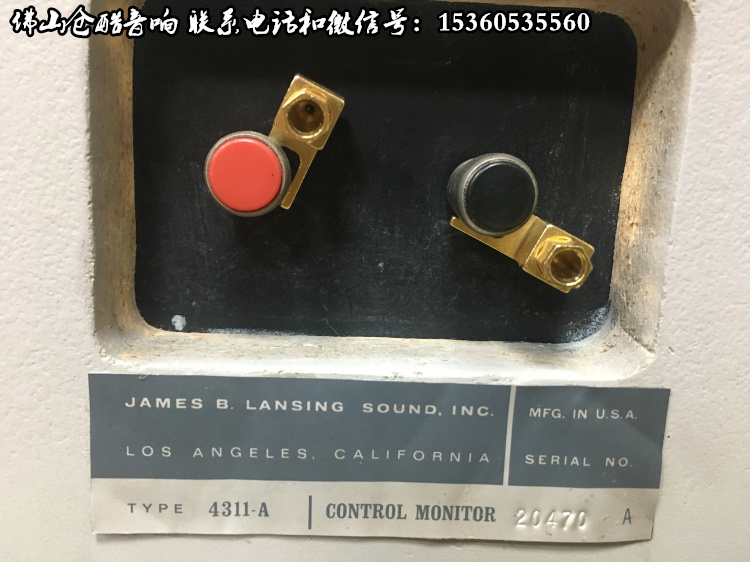 佛山仓酷音响 联系电话和微信号：15360535560
JAMES B. LANSING SOUND, INC.
LOS ANGELES, CALIFORNIA
MFG. IN U.S.A.
SERIAL NO.
TYPE 4311-A | CONTROL MONITOR 20470 A